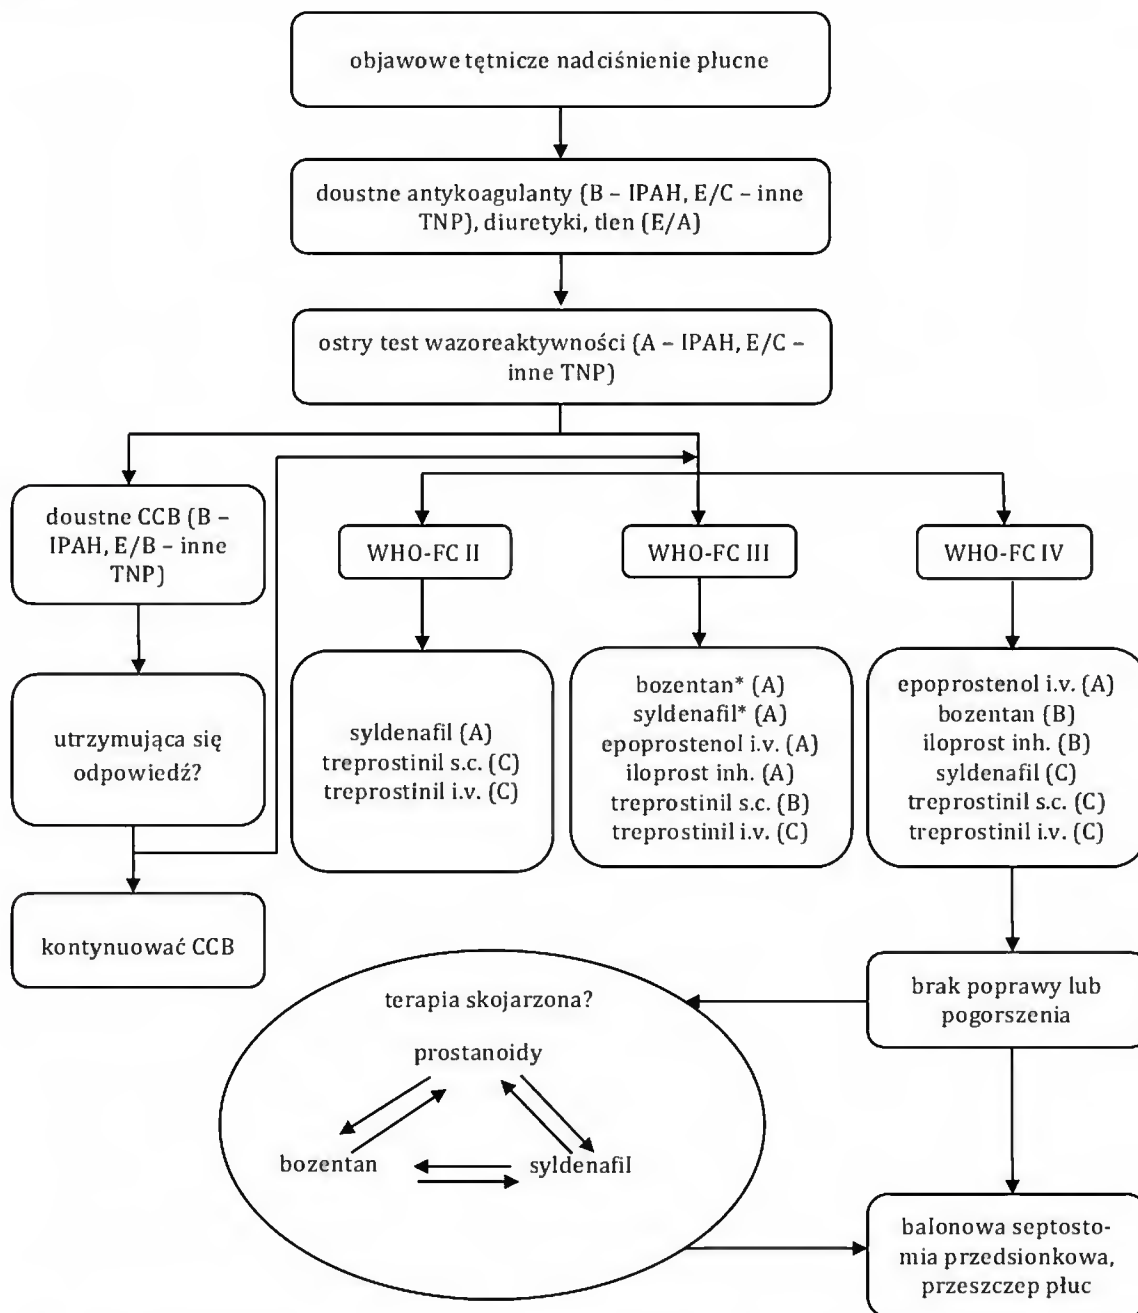 objawowe tętnicze nadciśnienie płucne
doustne antykoagulanty (B – IPAH, E/C – inne
TNP), diuretyki, tlen (E/A)
ostry test wazoreaktywności (A – IPAH, E/C –
inne TNP)
doustne CCB (B –
IPAH, E/B – inne
TNP)
utrzymująca się
odpowiedź?
kontynuować CCB
WHO-FC II
syldenafil (A)
treprostinil s.c. (C)
treprostinil i.v. (C)
WHO-FC III
bozentan* (A)
syldenafil* (A)
epoprostenol i.v. (A)
iloprost inh. (A)
treprostinil s.c. (B)
treprostinil i.v. (C)
WHO-FC IV
epoprostenol i.v. (A)
bozentan (B)
iloprost inh. (B)
syldenafil (C)
treprostinil s.c. (C)
treprostinil i.v. (C)
brak poprawy lub
pogorszenia
terapia skojarzona?
prostanoidy
bozentan
syldenafil
balonowa septosto-
mia przedsionkowa,
przeszczep płuc